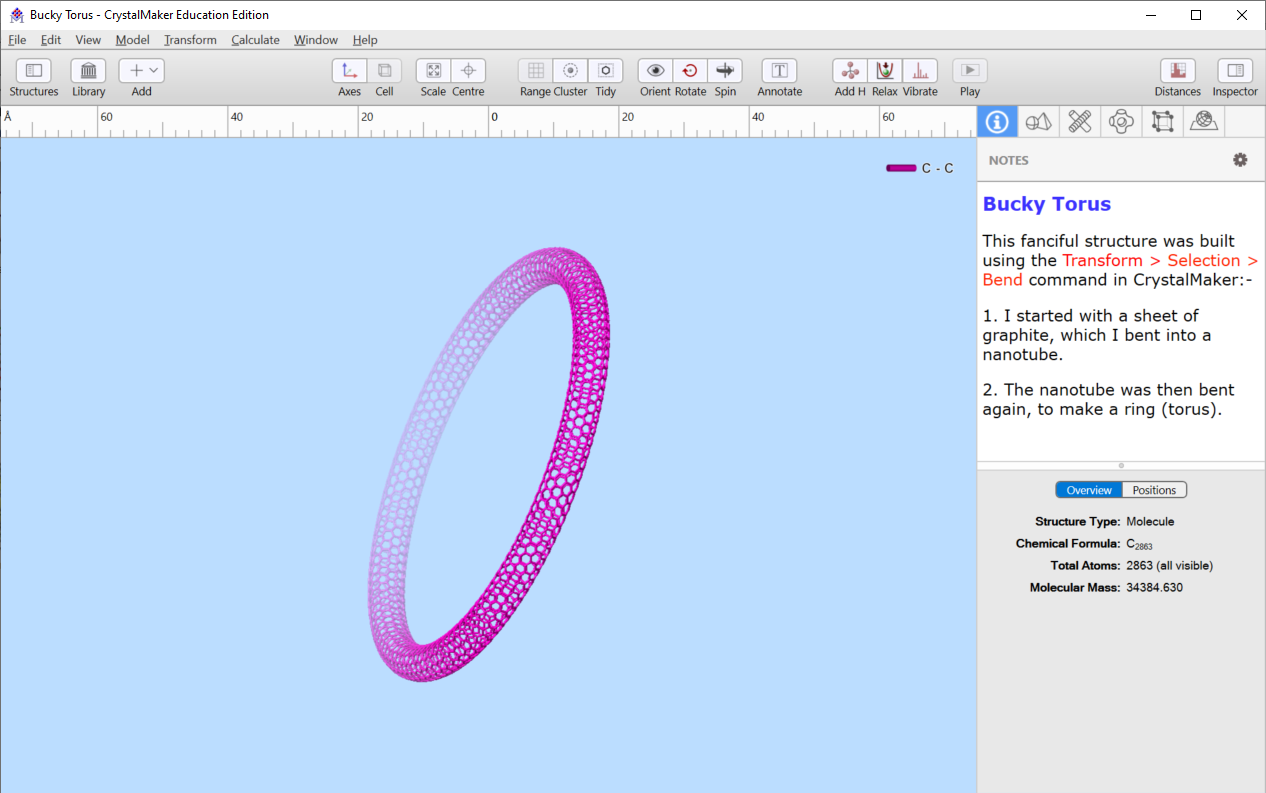 Bucky Torus - CrystalMaker Education Edition
File Edit View Model Transform Calculate Window Help
Structures Library Add Axes Cell Scale Centre Range Cluster Tidy Orient Rotate Spin Annotate Add H Relax Vibrate Play Distances Inspector
Å 60 40 20 0 20 40 60
C - C
NOTES
Bucky Torus
This fanciful structure was built
using the Transform > Selection >
Bend command in CrystalMaker:-
1. I started with a sheet of
graphite, which I bent into a
nanotube.
2. The nanotube was then bent
again, to make a ring (torus).
Overview Positions
Structure Type: Molecule
Chemical Formula: C2863
Total Atoms: 2863 (all visible)
Molecular Mass: 34384.630